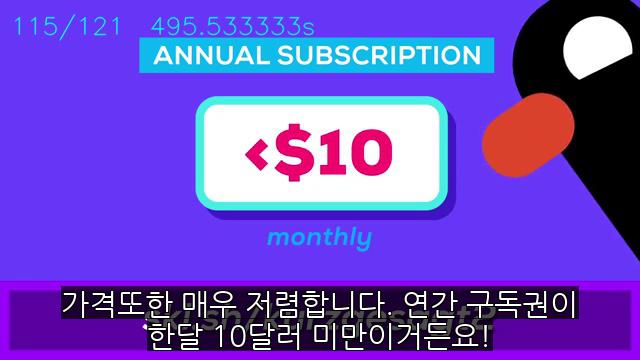 115/121 495.533333s
ANNUAL SUBSCRIPTION
<$10
monthly
가격또한 매우 저렴합니다. 연간 구독권이
한달 10달러 미만이거든요!